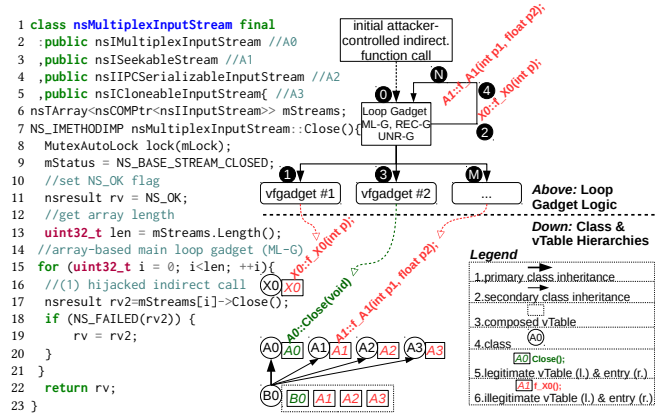 1 class nsMultiplexInputStream final
2 :public nsIMultiplexInputStream //A0
3 ,public nsISeekableStream //A1
4 ,public nsIIPCSerializableInputStream //A2
5 ,public nsICloneableStream{ //A3
6 nsTArray<nsCOMPtr<nsIInputStream>> mStreams;
7 NS_IMETHODIMP nsMultiplexInputStream::Close(){
8 MutexAutoLock lock(mLock);
9 mStatus = NS_BASE_STREAM_CLOSED;
10 //set NS_OK flag
11 nsresult rv = NS_OK;
12 //get array length
13 uint32_t len = mStreams.Length();
14 //array-based main loop gadget (ML-G)
15 for (uint32_t i = 0; i<len; ++i){
16 //(1) hijacked indirect call
17 nsresult rv2=mStreams[i]->Close();
18 if (NS_FAILED(rv2)) {
19 rv = rv2;
20 }
21 }
22 return rv;
23 }
initial attacker-
controlled indirect.
function call
N
A1::f_A1(int p1, float p2);
X0::f_X0(int p);
0
4
2
Loop Gadget
ML-G, REC-G
UNR-G
1
3
M
vfgadget #1
vfgadget #2
...
Above: Loop
Gadget Logic
Down: Class &
vTable Hierarchies
X0::f_X0(int p);
A0::Close(void)
A1::f_A1(int p1, float p2);
X0 X0
A0 A0 A1 A1 A2 A2 A3 A3
B0 B0 A1 A2 A3
Legend
1.primary class inheritance
2.secondary class inheritance
3.composed vTable
A0
4.class
A0 Close();
5.legitimate vTable (l.) & entry (r.)
A1 f_X0();
6.illegitimate vTable (l.) & entry (r.)